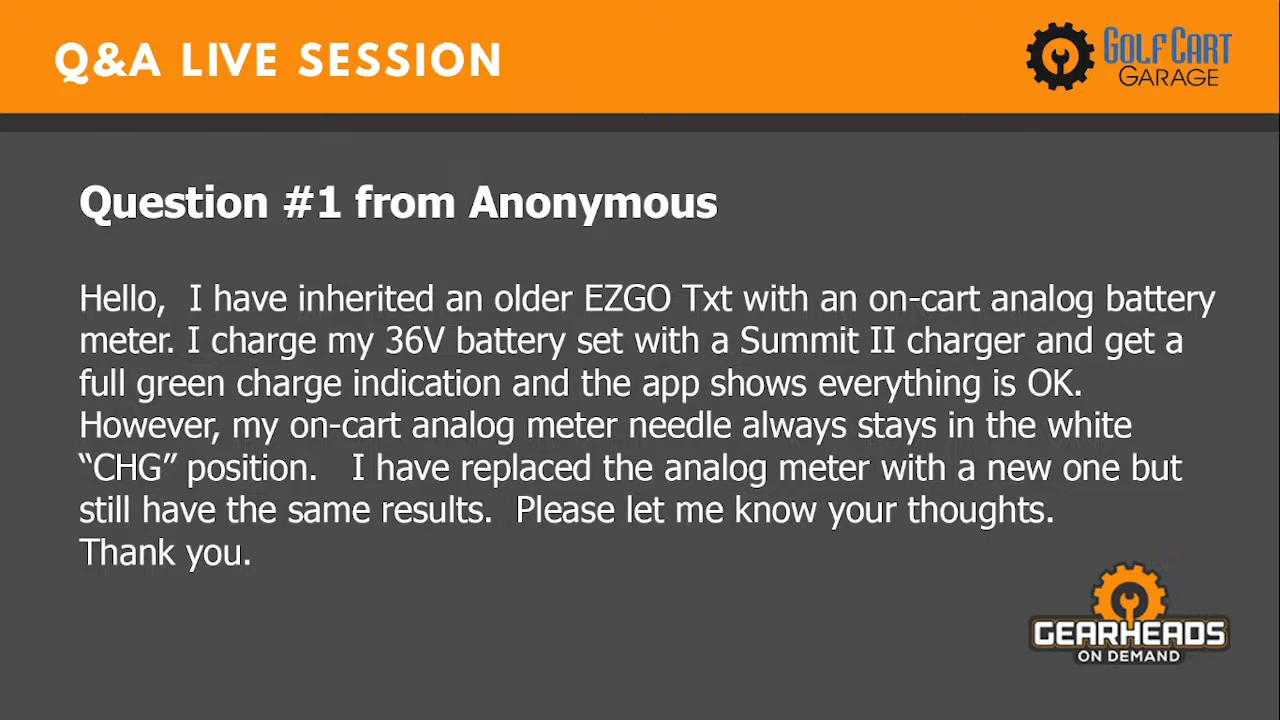 Q&A LIVE SESSION
GOLF CART
GARAGE
Question #1 from Anonymous
Hello,  I have inherited an older EZGO Txt with an on-cart analog battery
meter. I charge my 36V battery set with a Summit II charger and get a
full green charge indication and the app shows everything is OK.
However, my on-cart analog meter needle always stays in the white
“CHG” position.   I have replaced the analog meter with a new one but
still have the same results.  Please let me know your thoughts.
Thank you.
GEARHEADS
ON DEMAND